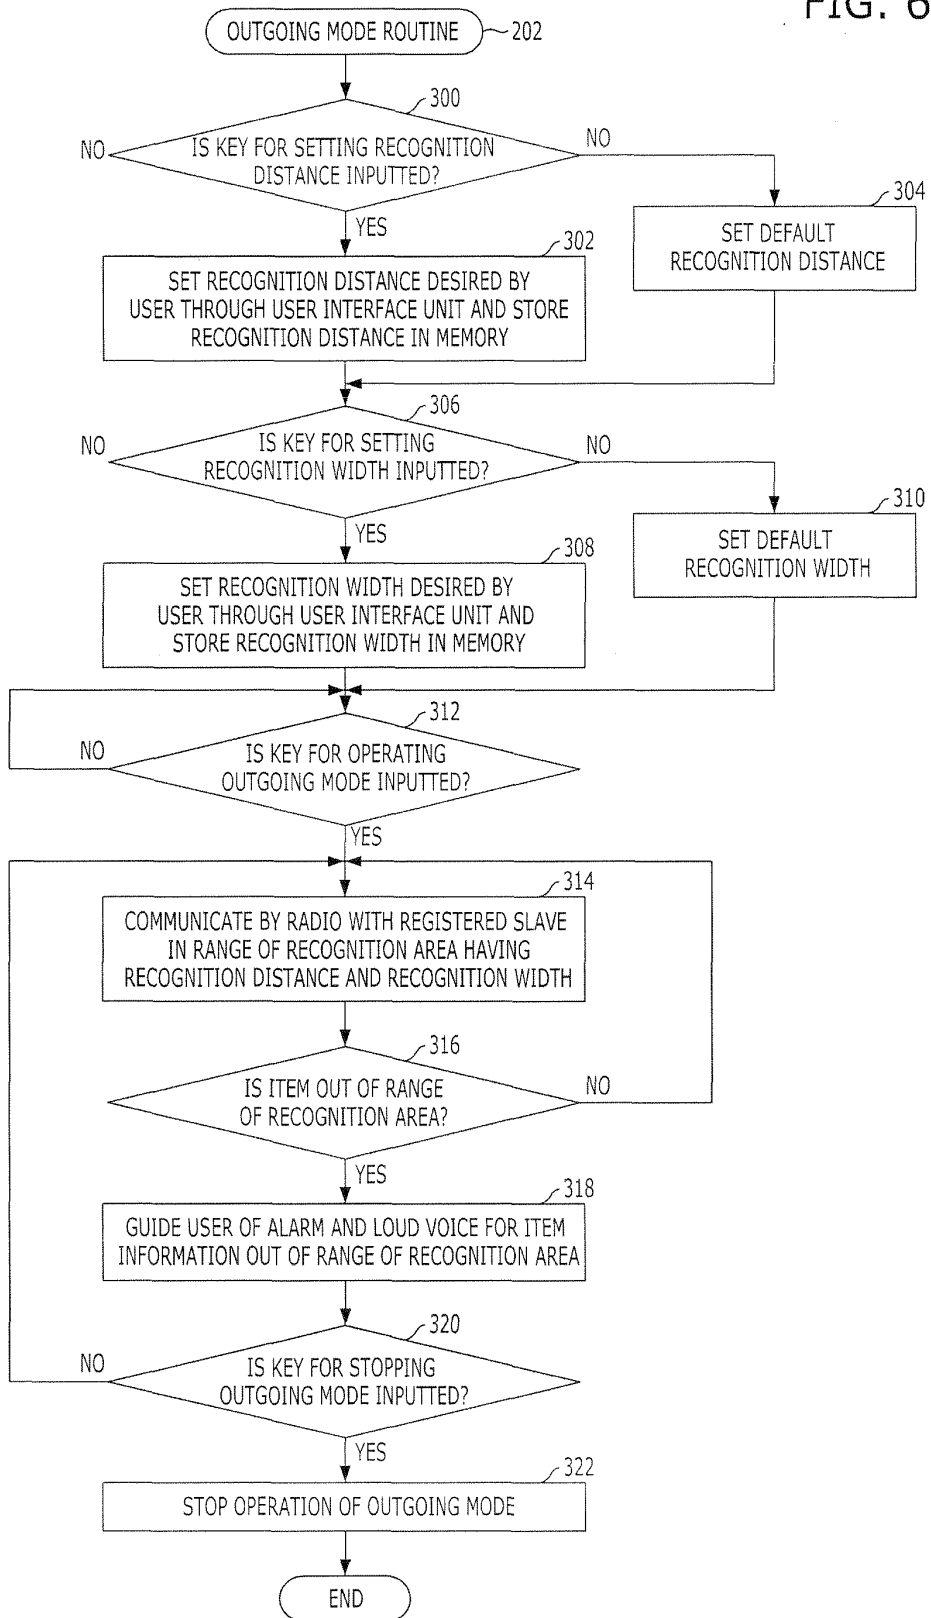 FIG. 6
OUTGOING MODE ROUTINE
202
300
NO
IS KEY FOR SETTING RECOGNITION
DISTANCE INPUTTED?
NO
YES
304
SET DEFAULT
RECOGNITION DISTANCE
302
SET RECOGNITION DISTANCE DESIRED BY
USER THROUGH USER INTERFACE UNIT AND STORE
RECOGNITION DISTANCE IN MEMORY
306
NO
IS KEY FOR SETTING
RECOGNITION WIDTH INPUTTED?
NO
YES
310
SET DEFAULT
RECOGNITION WIDTH
308
SET RECOGNITION WIDTH DESIRED BY
USER THROUGH USER INTERFACE UNIT AND
STORE RECOGNITION WIDTH IN MEMORY
312
NO
IS KEY FOR OPERATING
OUTGOING MODE INPUTTED?
YES
314
COMMUNICATE BY RADIO WITH REGISTERED SLAVE
IN RANGE OF RECOGNITION AREA HAVING
RECOGNITION DISTANCE AND RECOGNITION WIDTH
316
IS ITEM OUT OF RANGE
OF RECOGNITION AREA?
NO
YES
318
GUIDE USER OF ALARM AND LOUD VOICE FOR ITEM
INFORMATION OUT OF RANGE OF RECOGNITION AREA
320
NO
IS KEY FOR STOPPING
OUTGOING MODE INPUTTED?
YES
322
STOP OPERATION OF OUTGOING MODE
END